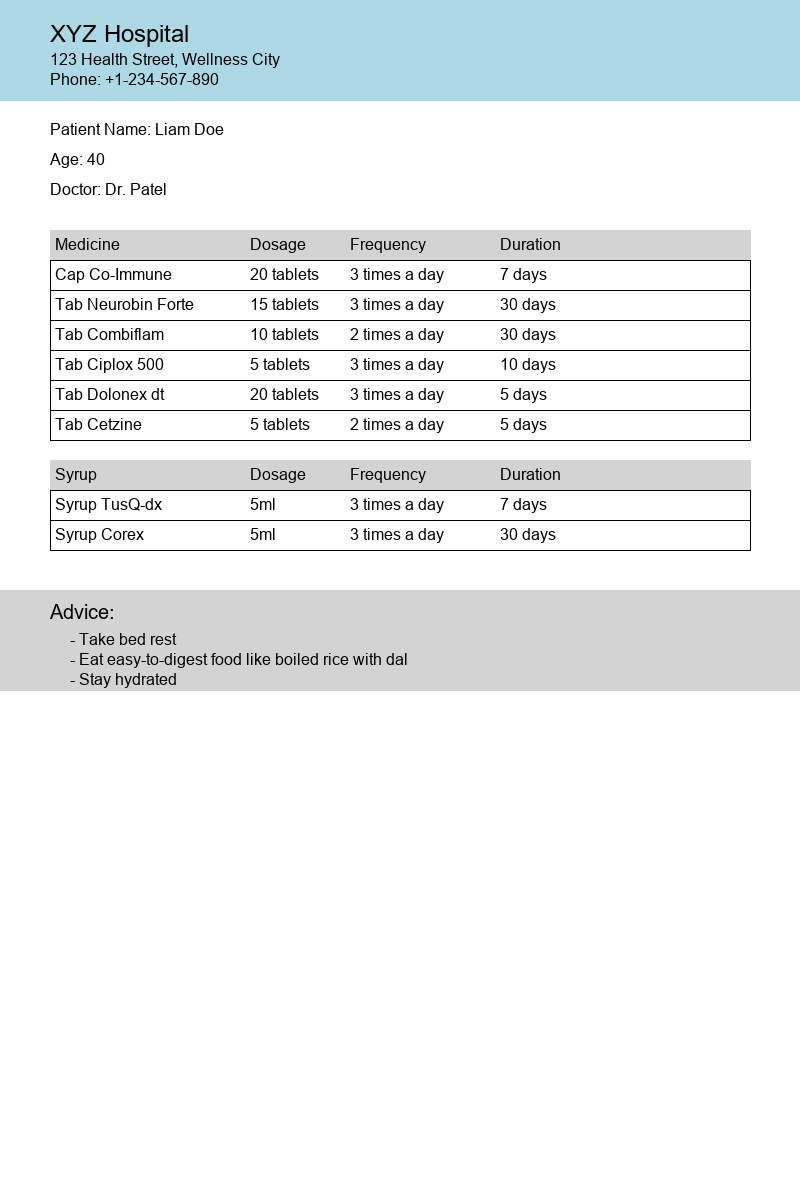 XYZ Hospital
123 Health Street, Wellness City
Phone: +1-234-567-890
Patient Name: Liam Doe
Age: 40
Doctor: Dr. Patel
Medicine Dosage Frequency Duration
Cap Co-Immune 20 tablets 3 times a day 7 days
Tab Neurobin Forte 15 tablets 3 times a day 30 days
Tab Combiflam 10 tablets 2 times a day 30 days
Tab Ciplox 500 5 tablets 3 times a day 10 days
Tab Dolonex dt 20 tablets 3 times a day 5 days
Tab Cetzine 5 tablets 2 times a day 5 days
Syrup Dosage Frequency Duration
Syrup TusQ-dx 5ml 3 times a day 7 days
Syrup Corex 5ml 3 times a day 30 days
Advice:
- Take bed rest
- Eat easy-to-digest food like boiled rice with dal
- Stay hydrated